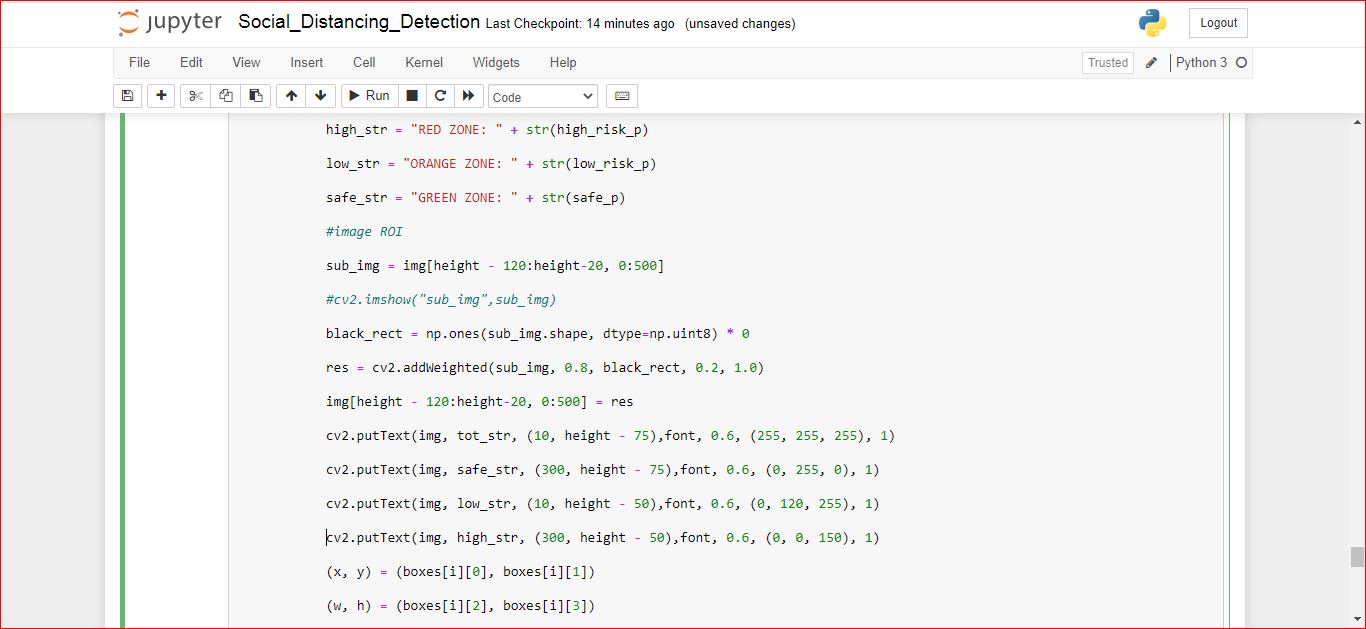 jupyter Social_Distancing_Detection Last Checkpoint: 14 minutes ago (unsaved changes) Logout
File Edit View Insert Cell Kernel Widgets Help Trusted Python 3
Run Code
high_str = "RED ZONE: " + str(high_risk_p)
low_str = "ORANGE ZONE: " + str(low_risk_p)
safe_str = "GREEN ZONE: " + str(safe_p)
#image ROI
sub_img = img[height - 120:height-20, 0:500]
#cv2.imshow("sub_img",sub_img)
black_rect = np.ones(sub_img.shape, dtype=np.uint8) * 0
res = cv2.addWeighted(sub_img, 0.8, black_rect, 0.2, 1.0)
img[height - 120:height-20, 0:500] = res
cv2.putText(img, tot_str, (10, height - 75),font, 0.6, (255, 255, 255), 1)
cv2.putText(img, safe_str, (300, height - 75),font, 0.6, (0, 255, 0), 1)
cv2.putText(img, low_str, (10, height - 50),font, 0.6, (0, 120, 255), 1)
cv2.putText(img, high_str, (300, height - 50),font, 0.6, (0, 0, 150), 1)
(x, y) = (boxes[i][0], boxes[i][1])
(w, h) = (boxes[i][2], boxes[i][3])